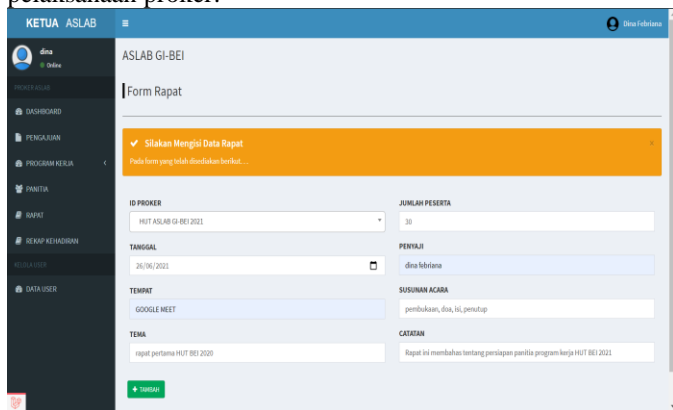 pelaksanaan proker.
KETUA ASLAB
Dina Febriana
dina
Online
PROKER ASLAB
DASHBOARD
PENGAJUAN
PROGRAM KERJA
PANITIA
RAPAT
REKAP KEHADIRAN
KELOLA USER
DATA USER
ASLAB GI-BEI
Form Rapat
Silakan Mengisi Data Rapat
Pada form yang telah disediakan berikut....
x
ID PROKER
HUT ASLAB GI-BEI 2021
TANGGAL
26/06/2021
TEMPAT
GOOGLE MEET
TEMA
rapat pertama HUT BEI 2020
JUMLAH PESERTA
30
PENYAJI
dina febriana
SUSUNAN ACARA
pembukaan, doa, isi, penutup
CATATAN
Rapat ini membahas tentang persiapan panitia program kerja HUT BEI 2021
+ TAMBAH